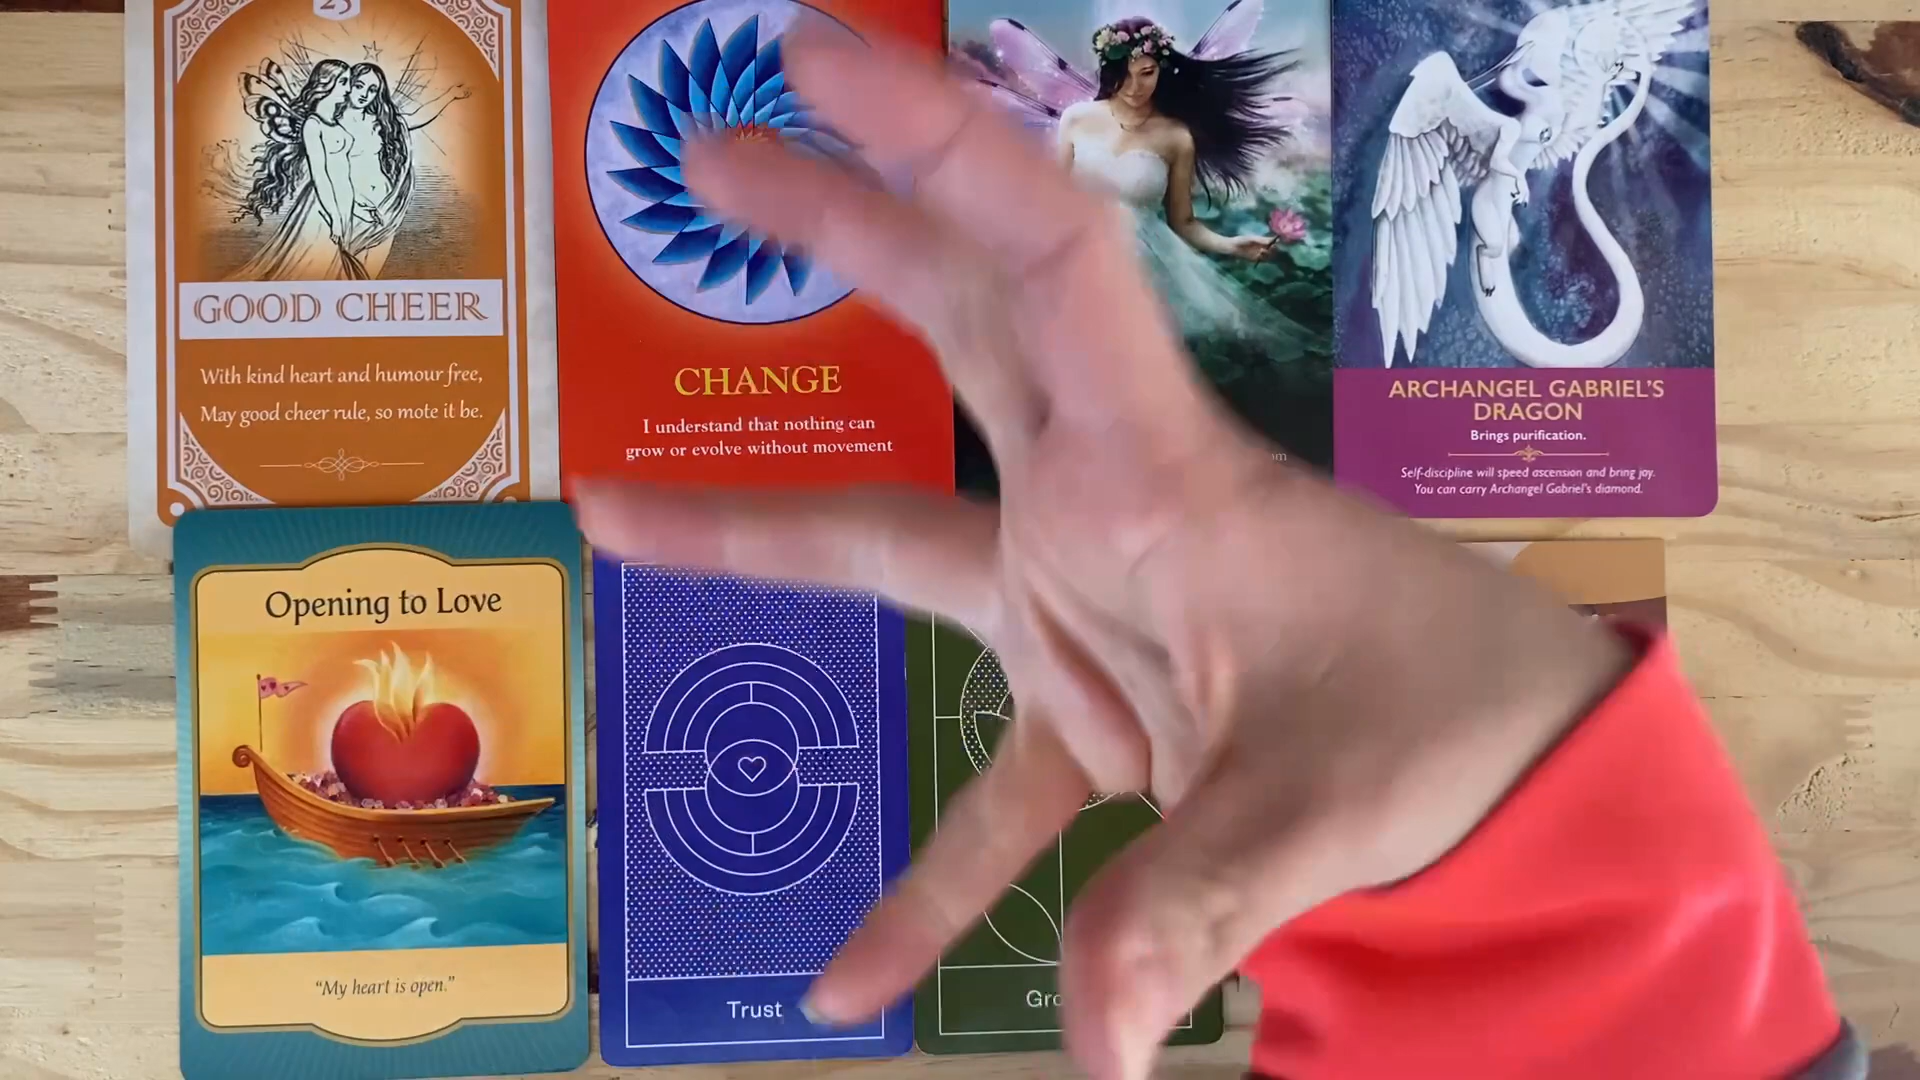 25
GOOD CHEER
With kind heart and humour free,
May good cheer rule, so mote it be.
CHANGE
I understand that nothing can
grow or evolve without movement
ARCHANGEL GABRIEL'S
DRAGON
Brings purification.
Self-discipline will speed ascension and bring joy.
You can carry Archangel Gabriel's diamond.
Opening to Love
"My heart is open."
Trust